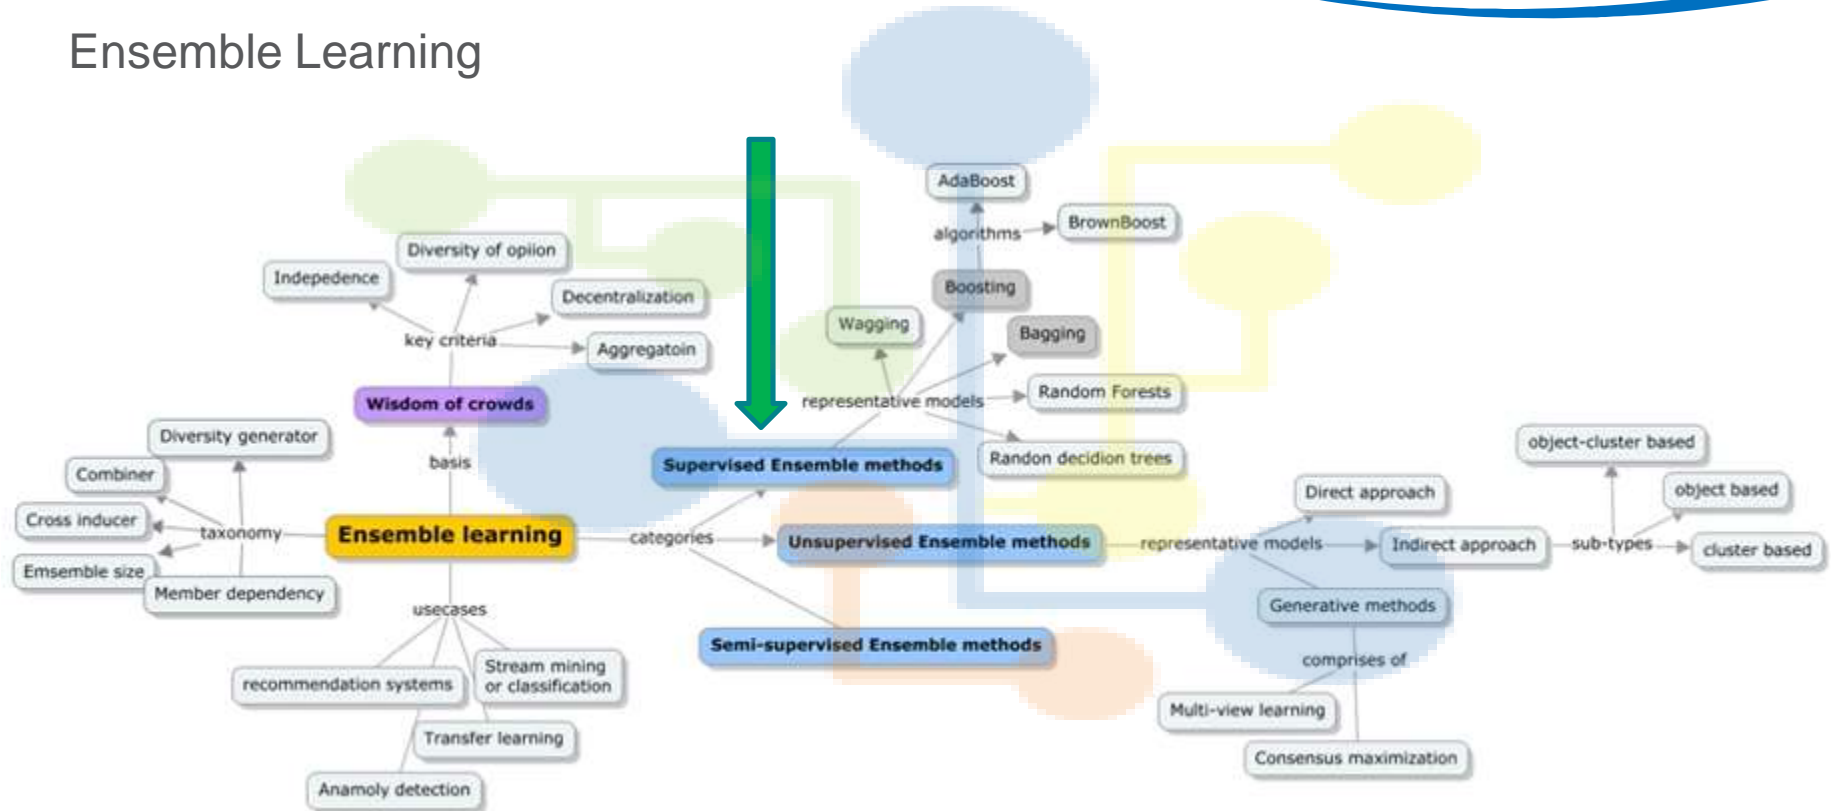 Ensemble Learning
AdaBoost
BrownBoost
algorithms
Diversity of opiion
Indepedence
Boosting
Decentralization
Wagging
Bagging
key criteria
Aggregatoin
Random Forests
representative models
Wisdom of crowds
Diversity generator
object-cluster based
basis
Supervised Ensemble methods
Randon decidion trees
Combiner
Direct approach
object based
Cross inducer
taxonomy
Ensemble learning
categories
Unsupervised Ensemble methods
representative models
Indirect approach
sub-types
cluster based
Emsemble size
Member dependency
usecases
Generative methods
Semi-supervised Ensemble methods
comprises of
Stream mining
or classification
recommendation systems
Multi-view learning
Transfer learning
Consensus maximization
Anamoly detection